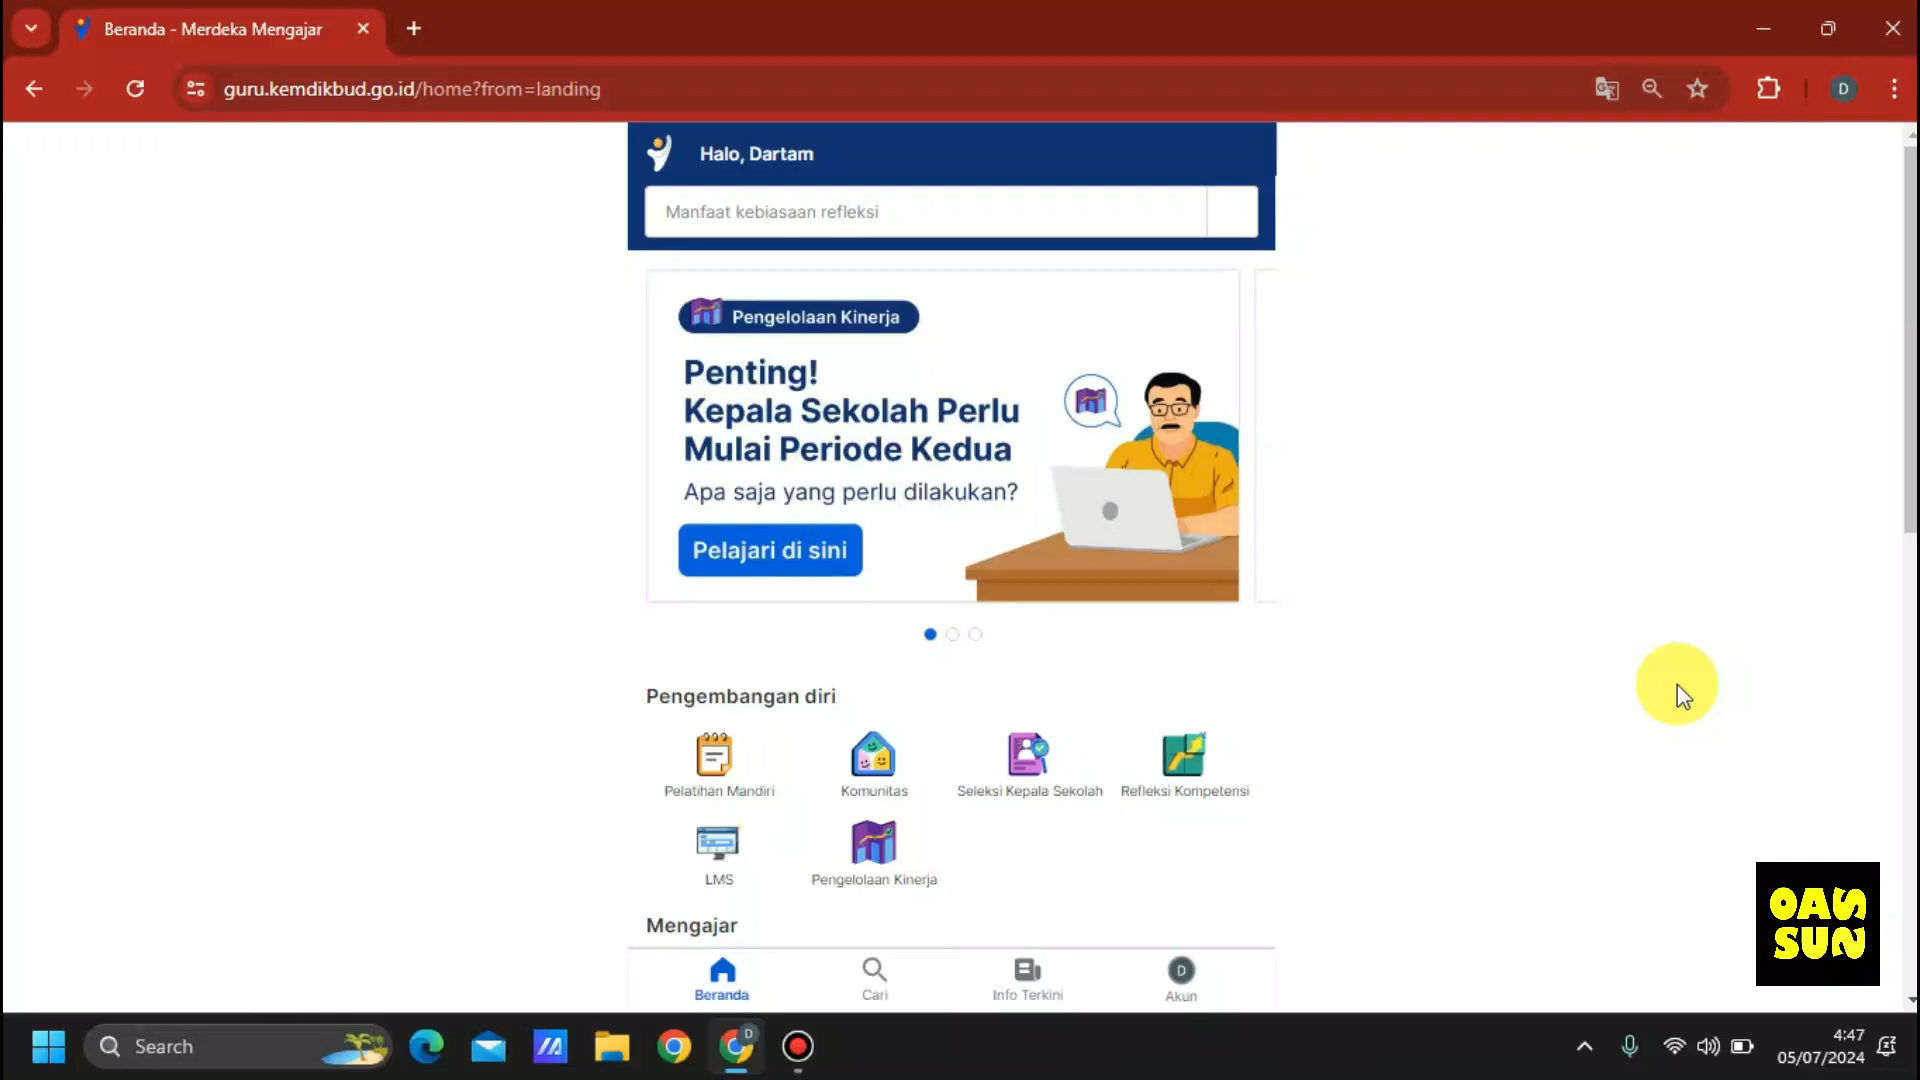 Beranda - Merdeka Mengajar
guru.kemdikbud.go.id/home?from=landing
D
Halo, Dartam
Manfaat kebiasaan refleksi
Pengelolaan Kinerja
Penting!
Kepala Sekolah Perlu
Mulai Periode Kedua
Apa saja yang perlu dilakukan?
Pelajari di sini
Pengembangan diri
Pelatihan Mandiri
Komunitas
Seleksi Kepala Sekolah
Refleksi Kompetensi
LMS
Pengelolaan Kinerja
Mengajar
OAS
SUN
Beranda
Cari
Info Terkini
D
Akun
Search
D
4:47
05/07/2024